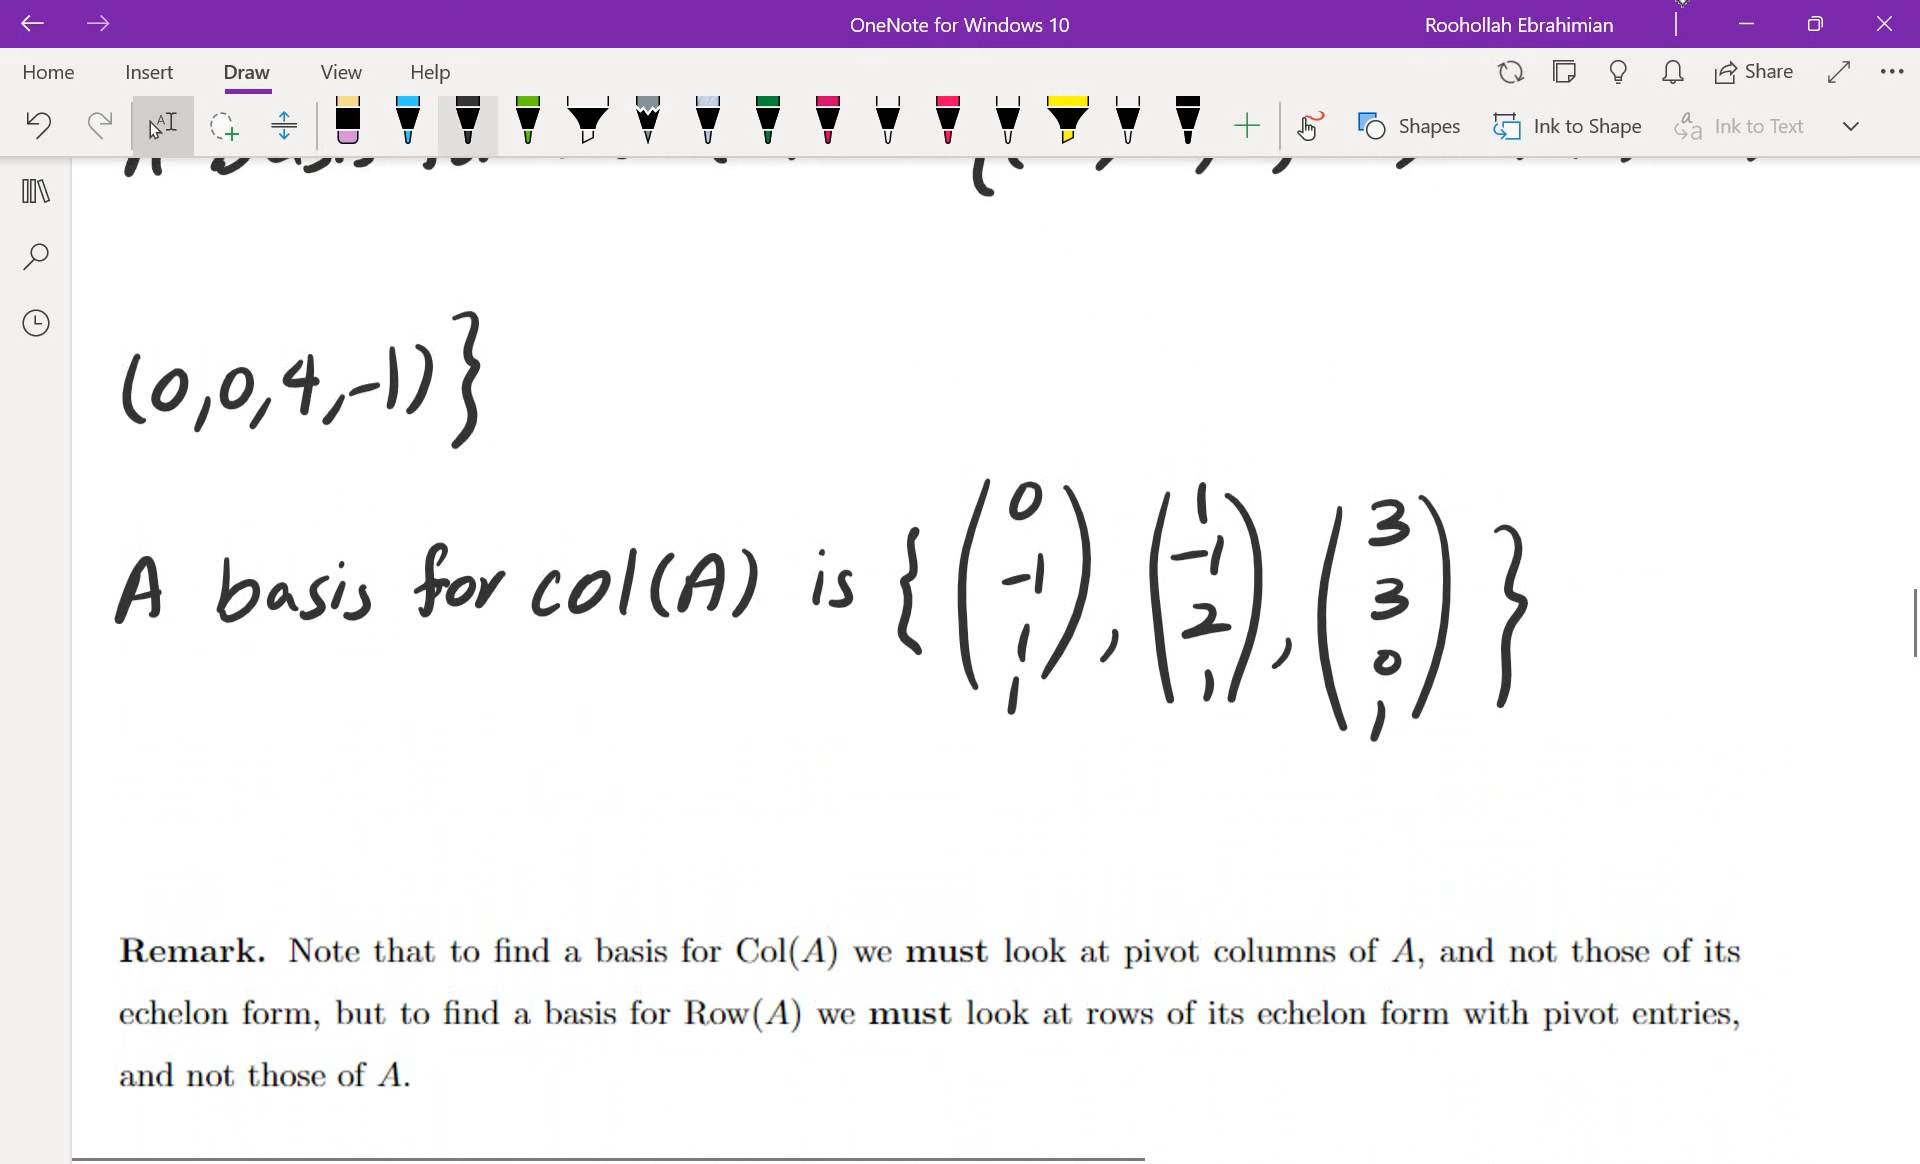 OneNote for Windows 10
Roohollah Ebrahimian
Home Insert Draw View Help Share
Shapes Ink to Shape Ink to Text
A basis for
(0,0,4,-1)}
A basis for col(A) is {(0 -1 1 1), (1 -1 2 1), (3 3 0 1)}
Remark. Note that to find a basis for Col(A) we must look at pivot columns of A, and not those of its
echelon form, but to find a basis for Row(A) we must look at rows of its echelon form with pivot entries,
and not those of A.